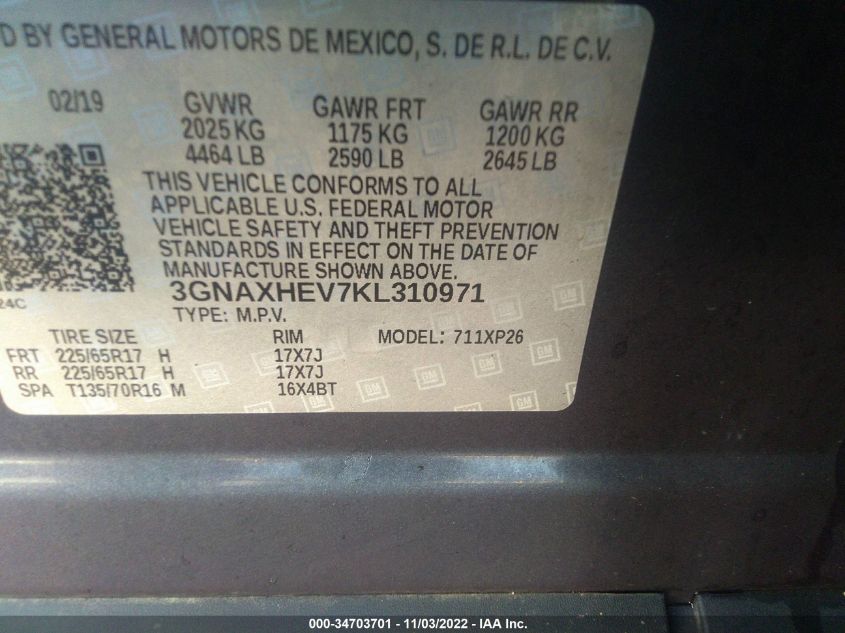 D BY GENERAL MOTORS DE MEXICO, S. DE R.L. DE C.V.
02/19 GVWR GAWR FRT GAWR RR
2025 KG 1175 KG 1200 KG
4464 LB 2590 LB 2645 LB
THIS VEHICLE CONFORMS TO ALL
APPLICABLE U.S. FEDERAL MOTOR
VEHICLE SAFETY AND THEFT PREVENTION
STANDARDS IN EFFECT ON THE DATE OF
MANUFACTURE SHOWN ABOVE.
24C 3GNAXHEV7KL310971
TYPE: M.P.V.
TIRE SIZE RIM MODEL: 711XP26
FRT 225/65R17 H 17X7J
RR 225/65R17 H 17X7J
SPA T135/70R16 M 16X4BT
000-34703701 - 11/03/2022 - IAA Inc.